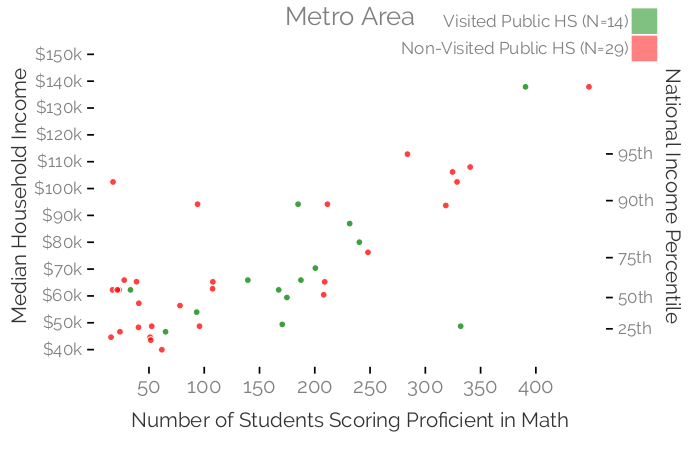 Metro Area
Visited Public HS (N=14)
Non-Visited Public HS (N=29)
Median Household Income
$150k
$140k
$130k
$120k
$110k
$100k
$90k
$80k
$70k
$60k
$50k
$40k
95th
90th
75th
50th
25th
National Income Percentile
50 100 150 200 250 300 350 400
Number of Students Scoring Proficient in Math